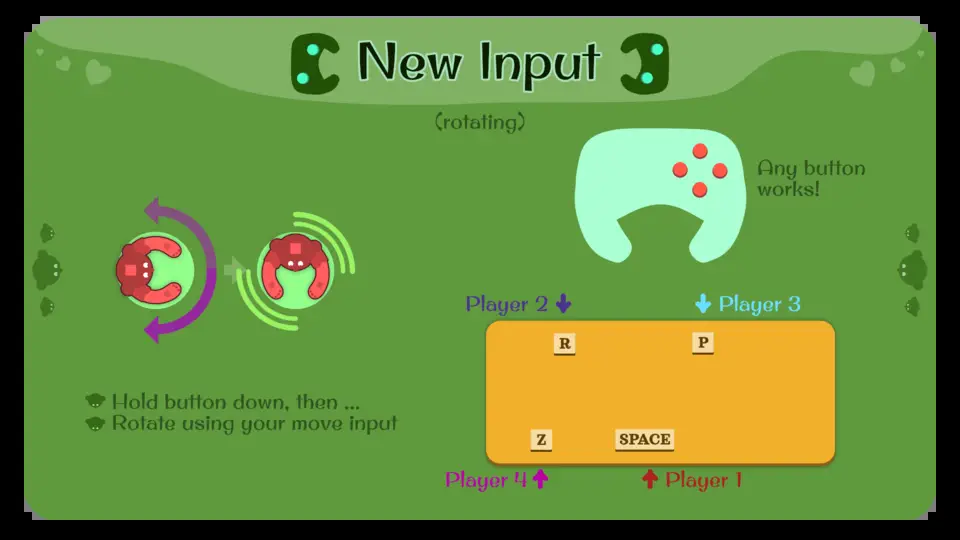 New Input
(rotating)
Any button
works!
Player 2
Player 3
R
P
Hold button down, then ...
Rotate using your move input
Z
SPACE
Player 4
Player 1